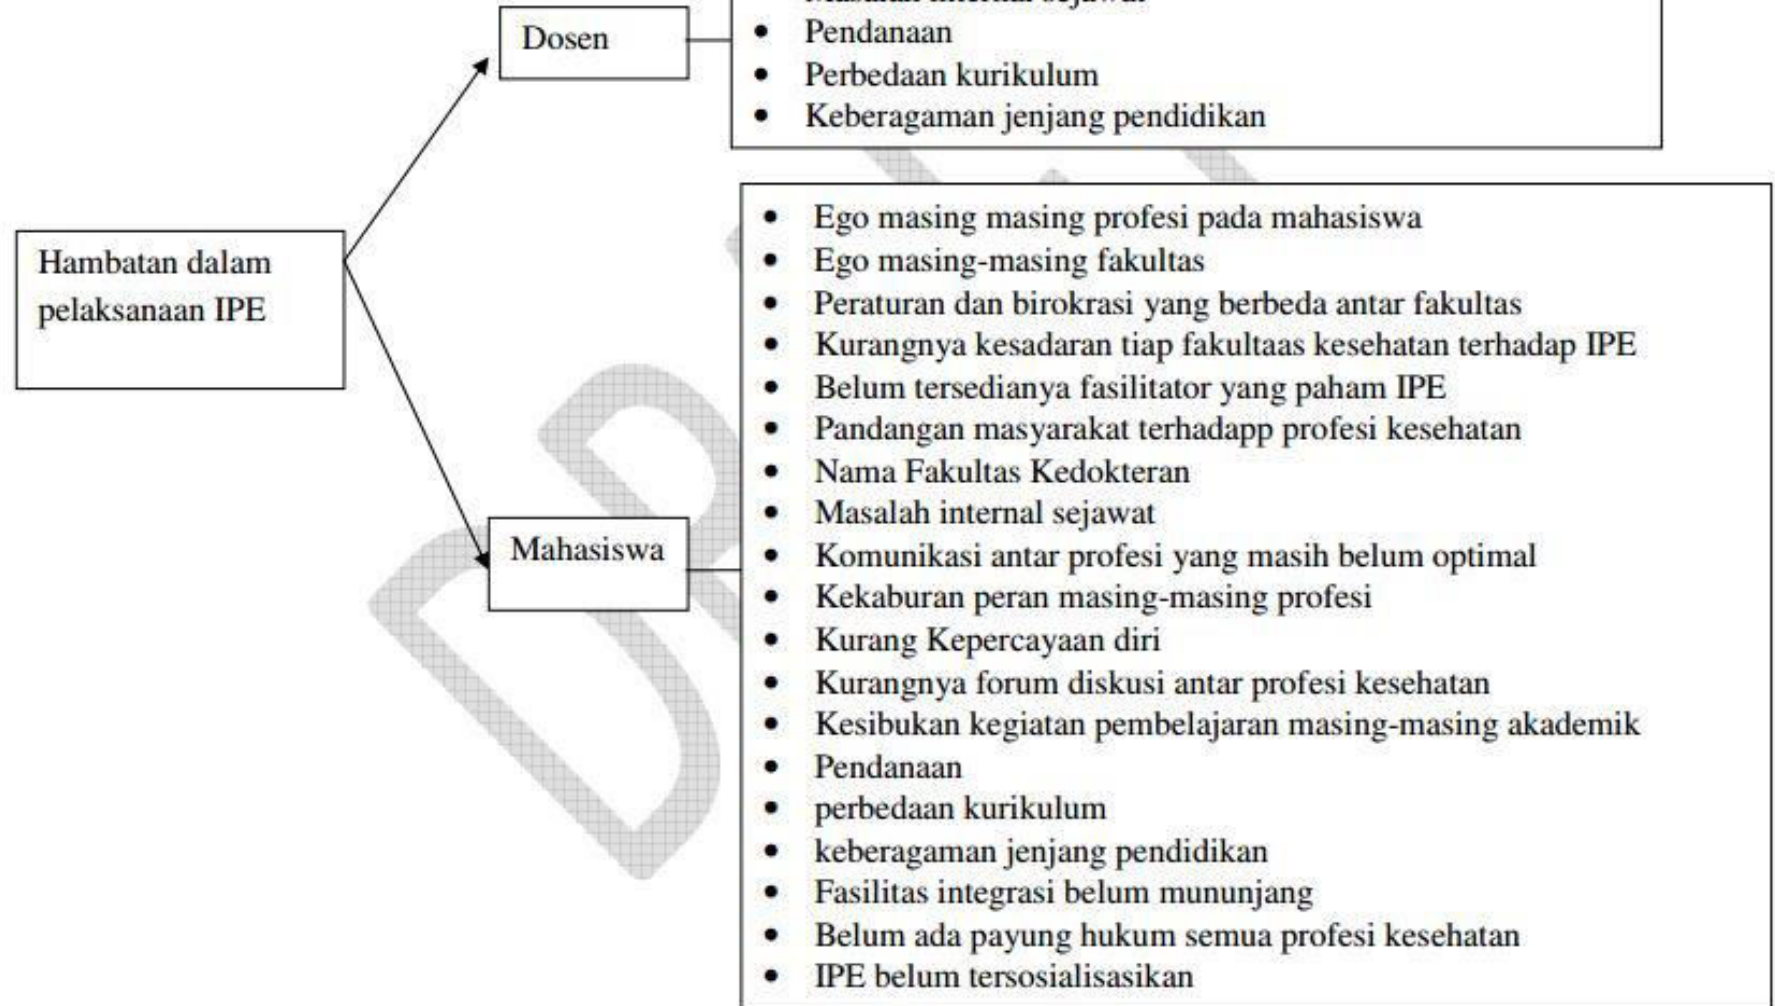 Dosen
• Pendanaan
• Perbedaan kurikulum
• Keberagaman jenjang pendidikan
Hambatan dalam
pelaksanaan IPE
Mahasiswa
• Ego masing masing profesi pada mahasiswa
• Ego masing-masing fakultas
• Peraturan dan birokrasi yang berbeda antar fakultas
• Kurangnya kesadaran tiap fakultaas kesehatan terhadap IPE
• Belum tersedianya fasilitator yang paham IPE
• Pandangan masyarakat terhadapp profesi kesehatan
• Nama Fakultas Kedokteran
• Masalah internal sejawat
• Komunikasi antar profesi yang masih belum optimal
• Kekaburan peran masing-masing profesi
• Kurang Kepercayaan diri
• Kurangnya forum diskusi antar profesi kesehatan
• Kesibukan kegiatan pembelajaran masing-masing akademik
• Pendanaan
• perbedaan kurikulum
• keberagaman jenjang pendidikan
• Fasilitas integrasi belum mununjang
• Belum ada payung hukum semua profesi kesehatan
• IPE belum tersosialisasikan